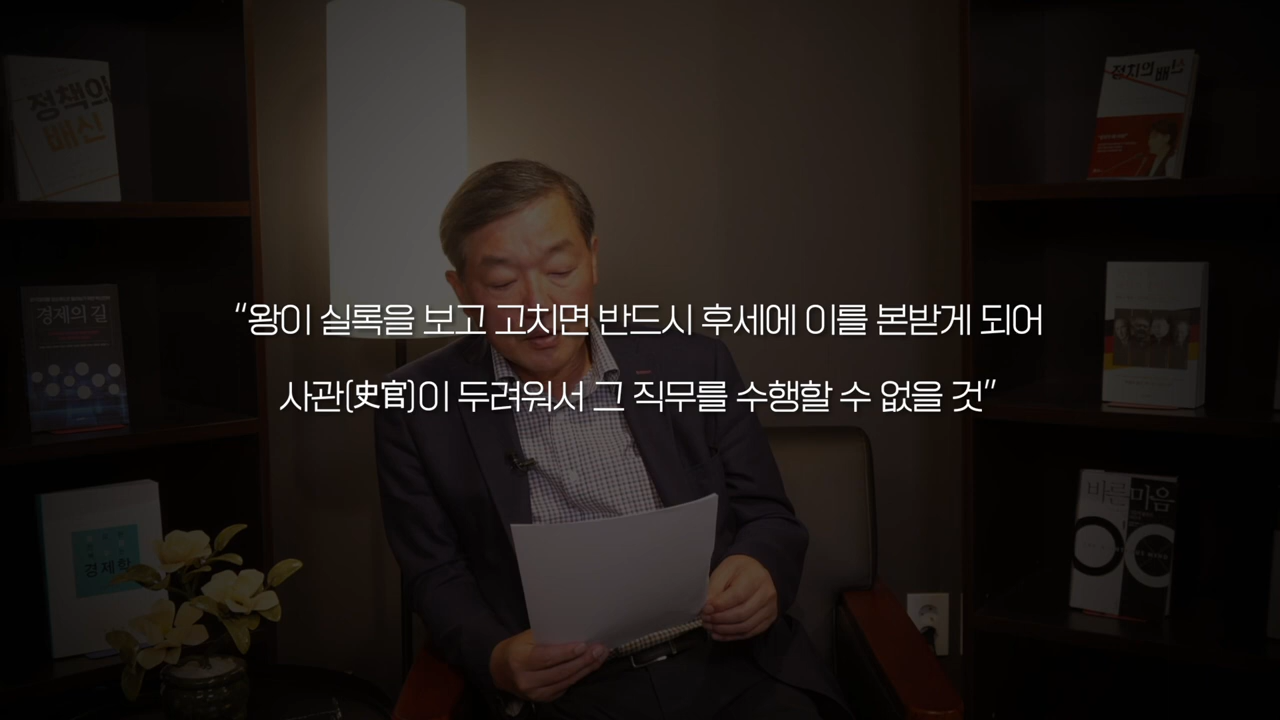 정책의
배신
정치의 배신
경제의 길
“왕이 실록을 보고 고치면 반드시 후세에 이를 본받게 되어
사관(史官)이 두려워서 그 직무를 수행할 수 없을 것”
바른 마음
경제학